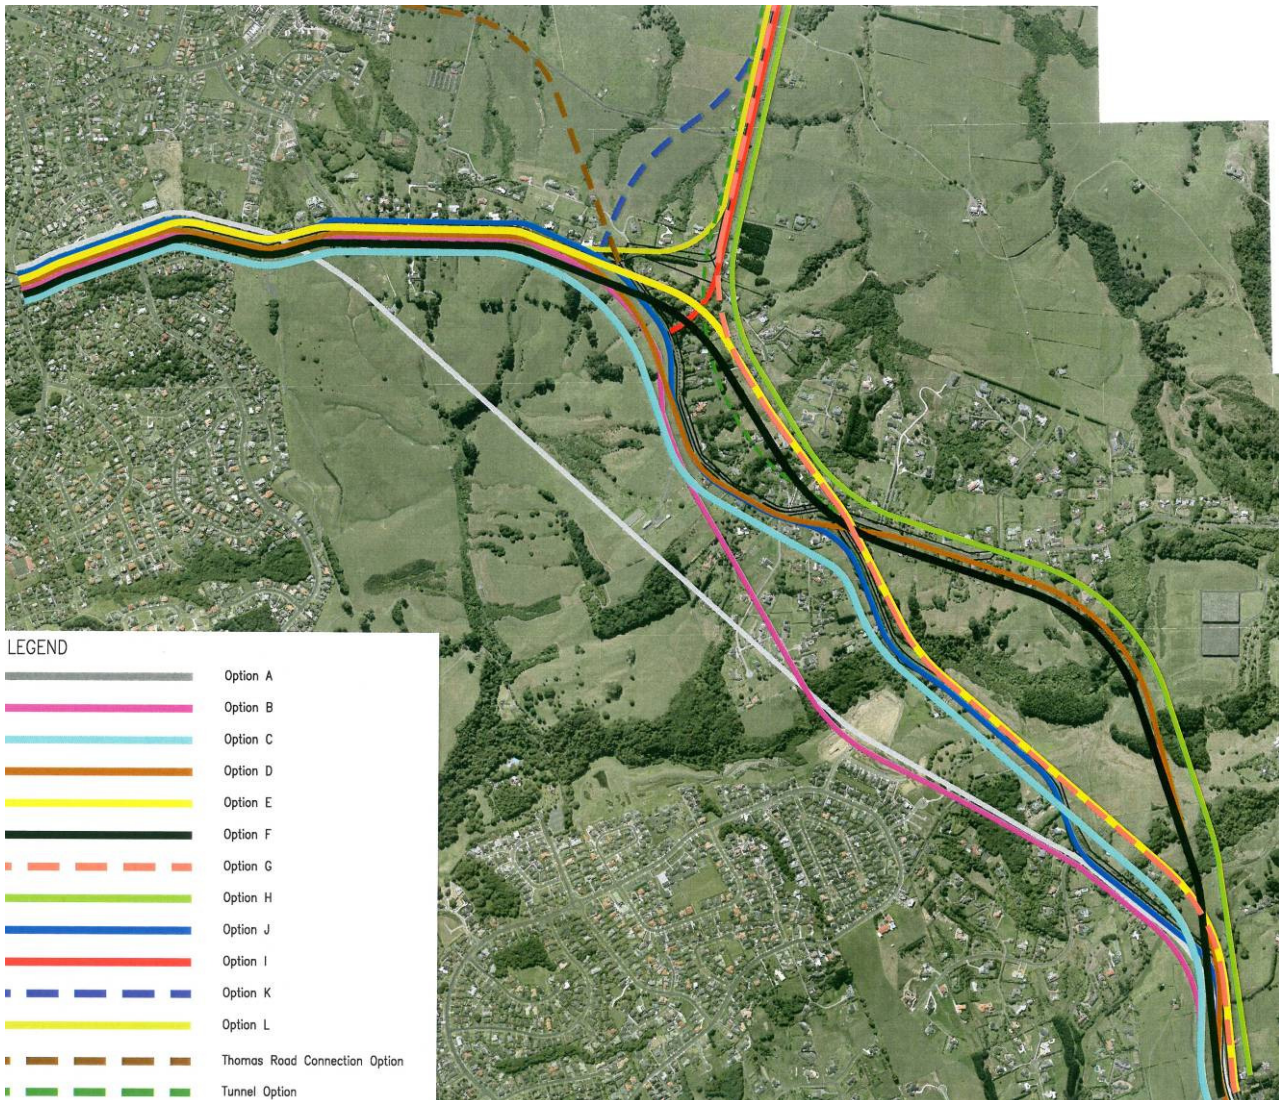 LEGEND
Option A
Option B
Option C
Option D
Option E
Option F
Option G
Option H
Option J
Option I
Option K
Option L
Thomas Road Connection Option
Tunnel Option